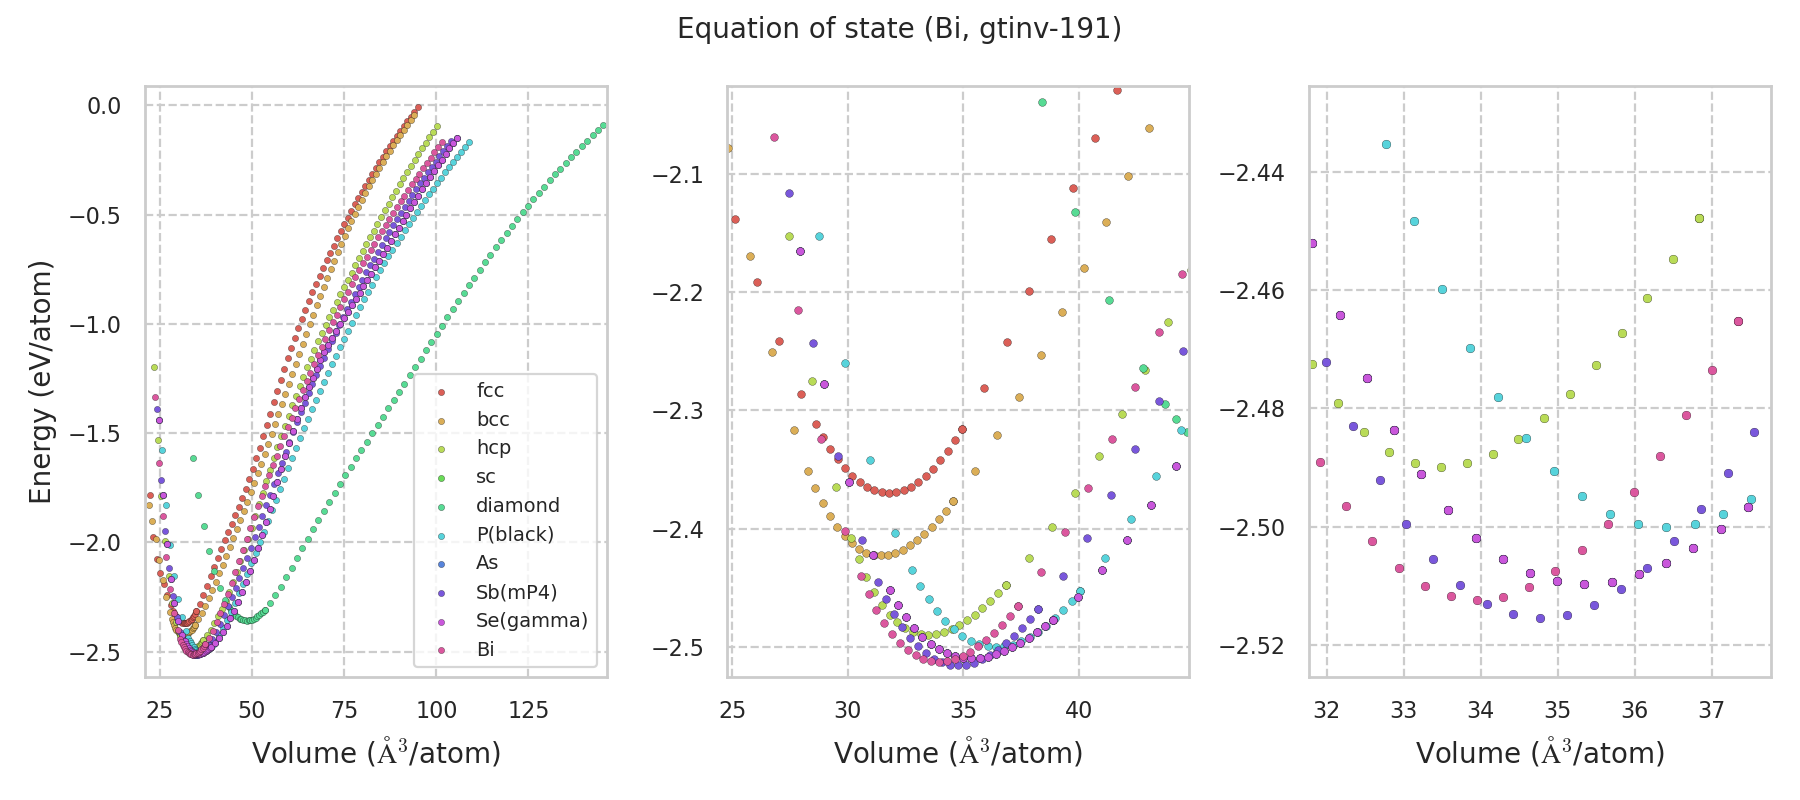 Equation of state (Bi, gtinv-191)
Energy (eV/atom)
0.0
−0.5
−1.0
−1.5
−2.0
−2.5
25 50 75 100 125
Volume (Å³/atom)
fcc
bcc
hcp
sc
diamond
P(black)
As
Sb(mP4)
Se(gamma)
Bi
−2.1
−2.2
−2.3
−2.4
−2.5
25 30 35 40
Volume (Å³/atom)
−2.44
−2.46
−2.48
−2.50
−2.52
32 33 34 35 36 37
Volume (Å³/atom)